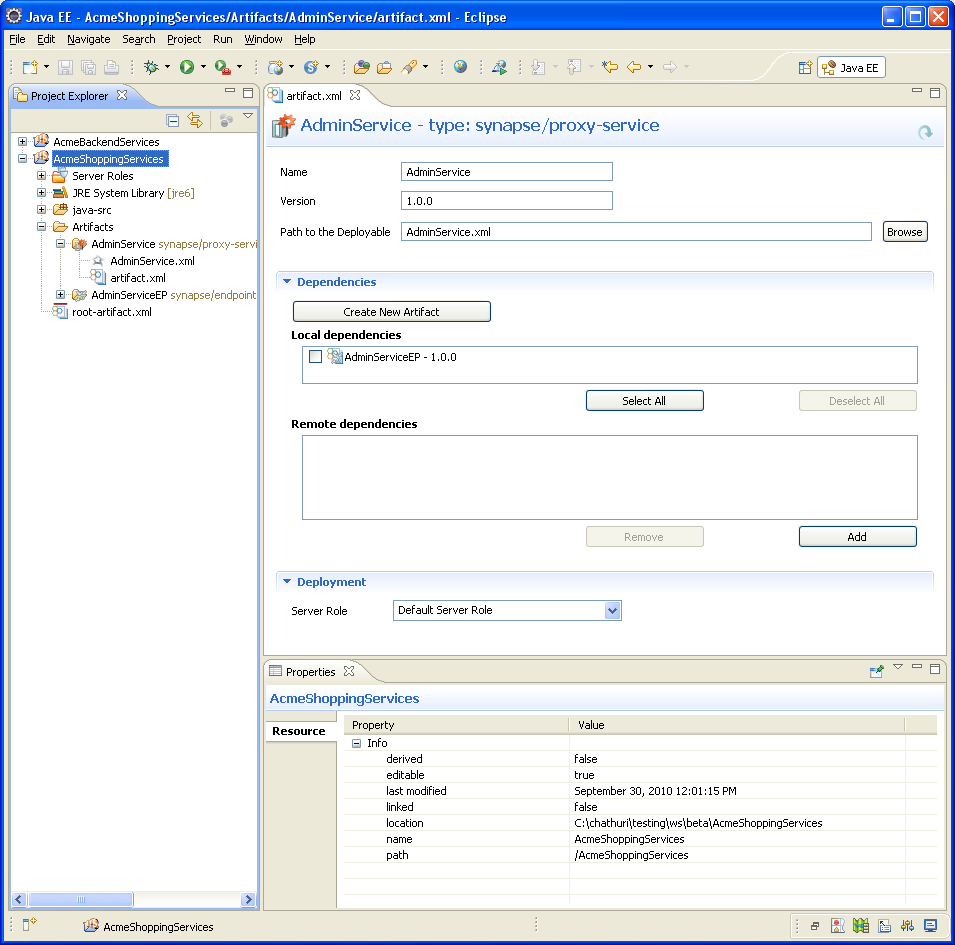 Java EE - AcmeShoppingServices/Artifacts/AdminService/artifact.xml - Eclipse
File Edit Navigate Search Project Run Window Help
Java EE
Project Explorer
AcmeBackendServices
AcmeShoppingServices
Server Roles
JRE System Library [jre6]
java-src
Artifacts
AdminService synapse/proxy-servi
AdminService.xml
artifact.xml
AdminServiceEP synapse/endpoint
root-artifact.xml
artifact.xml
AdminService - type: synapse/proxy-service
Name AdminService
Version 1.0.0
Path to the Deployable AdminService.xml Browse
Dependencies
Create New Artifact
Local dependencies
AdminServiceEP - 1.0.0
Select All Deselect All
Remote dependencies
Remove Add
Deployment
Server Role Default Server Role
Properties
AcmeShoppingServices
Resource
Property Value
Info
derived false
editable true
last modified September 30, 2010 12:01:15 PM
linked false
location C:\chathuri\testing\ws\beta\AcmeShoppingServices
name AcmeShoppingServices
path /AcmeShoppingServices
AcmeShoppingServices